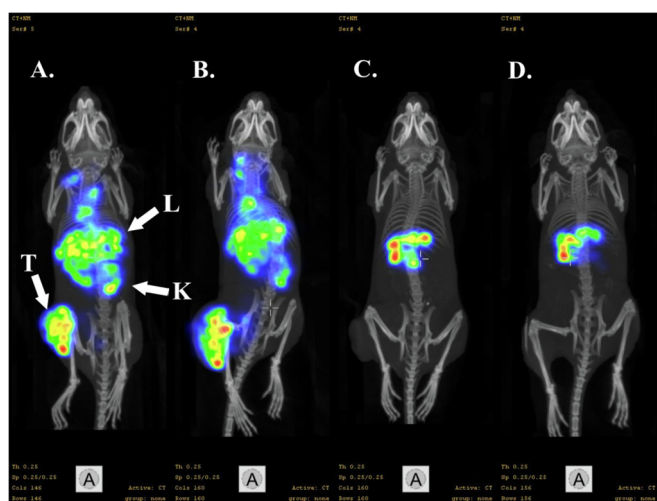 CT+NM CT+NM CT+NM CT+NM
Ser# 5 Ser# 4 Ser# 4 Ser# 4
A. B. C. D.
L
T
K
Th 0.25 Th 0.25 Th 0.25 Th 0.25
Sp 0.25/0.25 Sp 0.25/0.25 Sp 0.25/0.25 Sp 0.25/0.25
Cols 146 Active: CT Cols 160 Active: CT Cols 160 Active: CT Cols 156 Active: CT
Rows 146 group: none Rows 160 group: none Rows 160 group: none Rows 156 group: none
A A A A